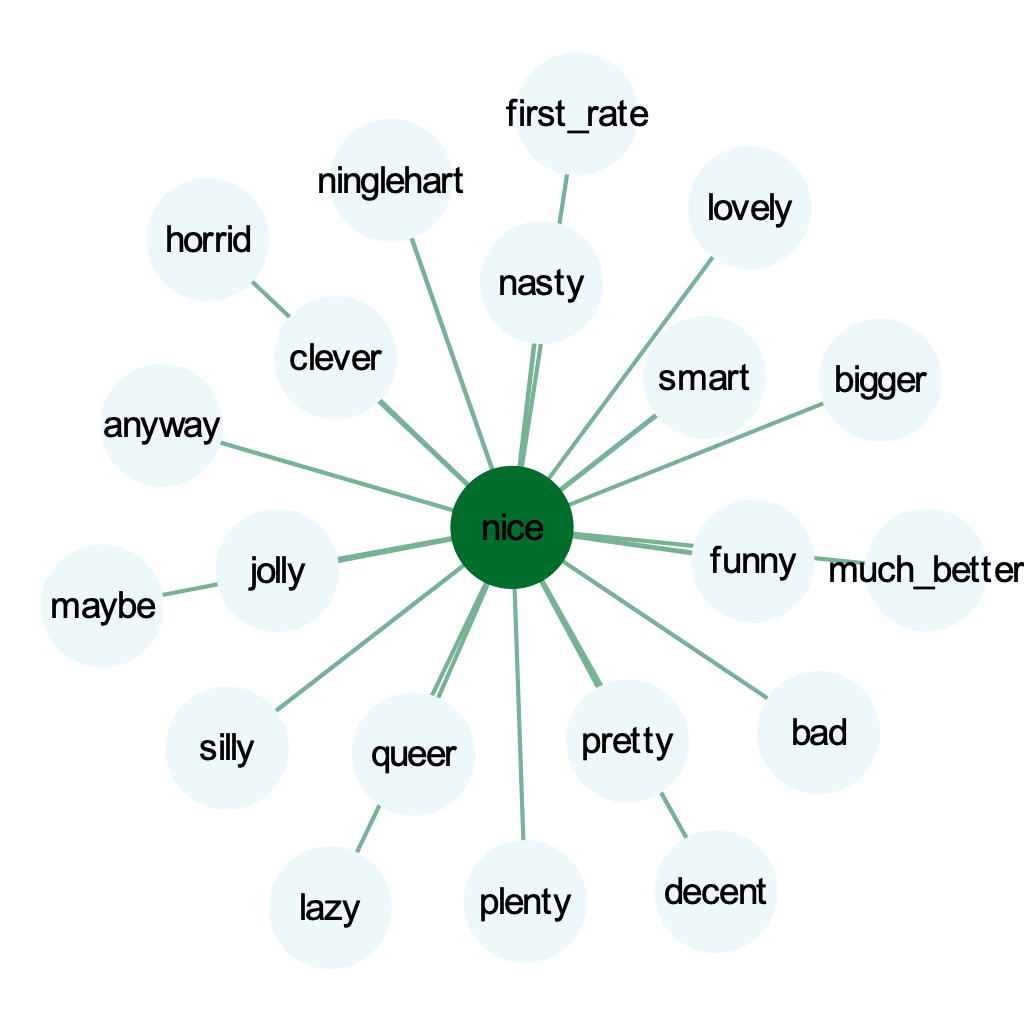 first_rate
ninglehart
lovely
horrid
nasty
clever
smart
bigger
anyway
nice
funny
much_better
jolly
maybe
silly
queer
pretty
bad
lazy
plenty
decent